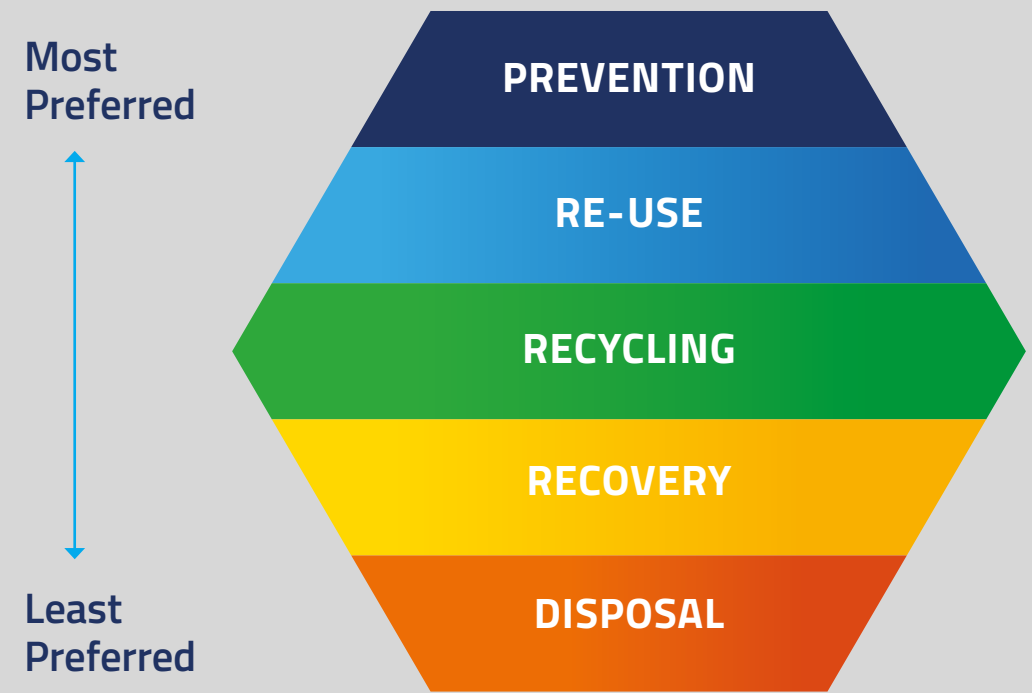 Most
Preferred
PREVENTION
RE-USE
RECYCLING
RECOVERY
DISPOSAL
Least
Preferred